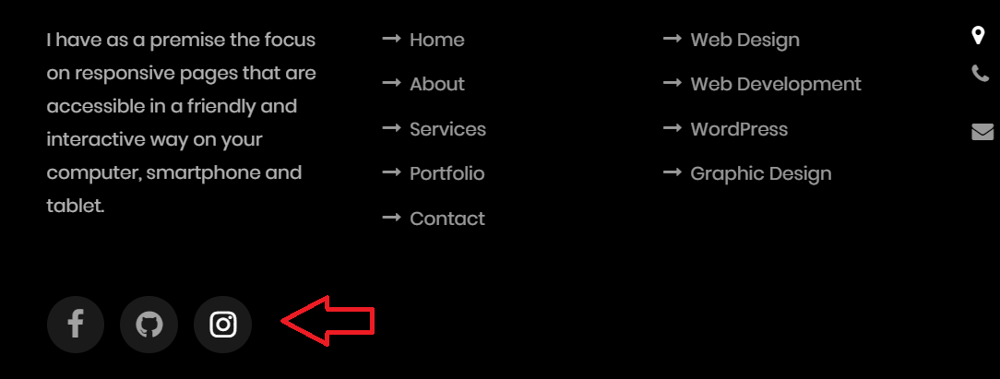 I have as a premise the focus
on responsive pages that are
accessible in a friendly and
interactive way on your
computer, smartphone and
tablet.
Home
About
Services
Portfolio
Contact
Web Design
Web Development
WordPress
Graphic Design